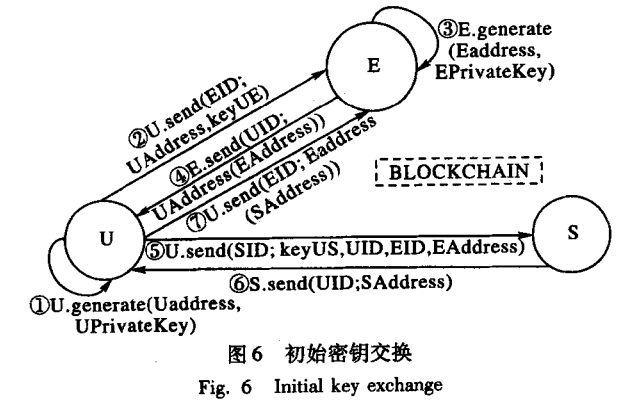 ③E.generate
(Eaddress,
EPrivateKey)
E
②U.send(EID;
UAddress,keyUE)
④E.send(UID;
UAddress(EAddress))
⑦U.send(EID; Eaddress
(SAddress))
BLOCKCHAIN
U
S
⑤U.send(SID; keyUS,UID,EID,EAddress)
⑥S.send(UID;SAddress)
①U.generate(Uaddress,
UPrivateKey)
图6 初始密钥交换
Fig. 6 Initial key exchange